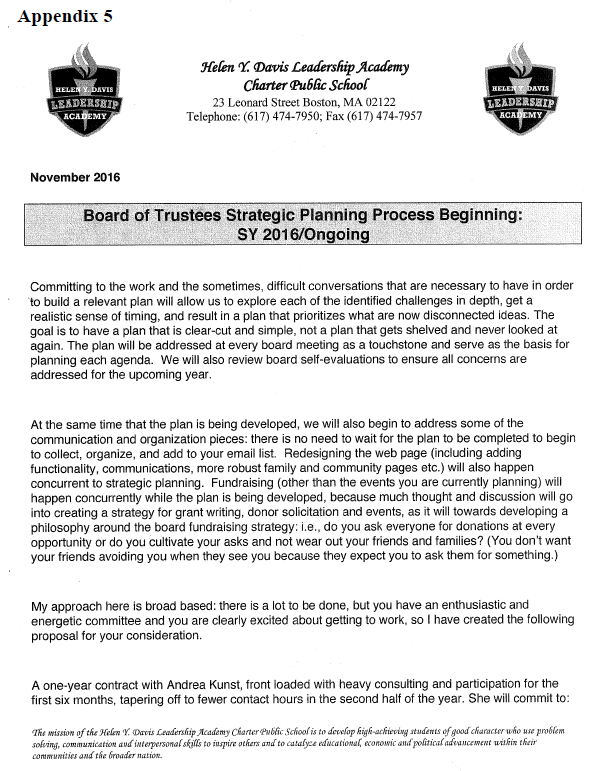 Appendix 5
HELEN Y. DAVIS
LEADERSHIP
ACADEMY
Helen Y. Davis Leadership Academy
Charter Public School
23 Leonard Street Boston, MA 02122
Telephone: (617) 474-7950; Fax (617) 474-7957
HELEN Y. DAVIS
LEADERSHIP
ACADEMY
November 2016
Board of Trustees Strategic Planning Process Beginning:
SY 2016/Ongoing
Committing to the work and the sometimes, difficult conversations that are necessary to have in order
to build a relevant plan will allow us to explore each of the identified challenges in depth, get a
realistic sense of timing, and result in a plan that prioritizes what are now disconnected ideas. The
goal is to have a plan that is clear-cut and simple, not a plan that gets shelved and never looked at
again. The plan will be addressed at every board meeting as a touchstone and serve as the basis for
planning each agenda. We will also review board self-evaluations to ensure all concerns are
addressed for the upcoming year.
At the same time that the plan is being developed, we will also begin to address some of the
communication and organization pieces: there is no need to wait for the plan to be completed to begin
to collect, organize, and add to your email list. Redesigning the web page (including adding
functionality, communications, more robust family and community pages etc.) will also happen
concurrent to strategic planning. Fundraising (other than the events you are currently planning) will
happen concurrently while the plan is being developed, because much thought and discussion will go
into creating a strategy for grant writing, donor solicitation and events, as it will towards developing a
philosophy around the board fundraising strategy: i.e., do you ask everyone for donations at every
opportunity or do you cultivate your asks and not wear out your friends and families? (You don't want
your friends avoiding you when they see you because they expect you to ask them for something.)
My approach here is broad based: there is a lot to be done, but you have an enthusiastic and
energetic committee and you are clearly excited about getting to work, so I have created the following
proposal for your consideration.
A one-year contract with Andrea Kunst, front loaded with heavy consulting and participation for the
first six months, tapering off to fewer contact hours in the second half of the year. She will commit to:
The mission of the Helen Y. Davis Leadership Academy Charter Public School is to develop high-achieving students of good character who use problem
solving, communication and interpersonal skills to inspire others and to catalyze educational, economic and political advancement within their
communities and the broader nation.